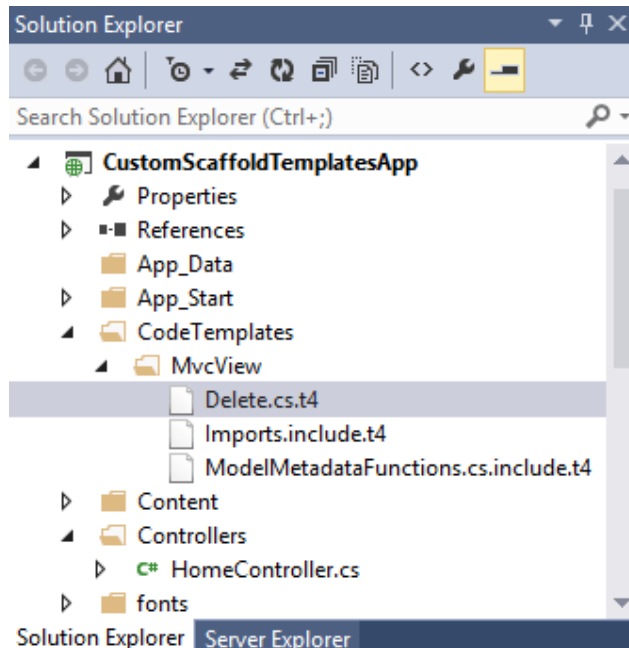 Solution Explorer
Search Solution Explorer (Ctrl+;)
CustomScaffoldTemplatesApp
Properties
References
App_Data
App_Start
CodeTemplates
MvcView
Delete.cs.t4
Imports.include.t4
ModelMetadataFunctions.cs.include.t4
Content
Controllers
C# HomeController.cs
fonts
Solution Explorer Server Explorer